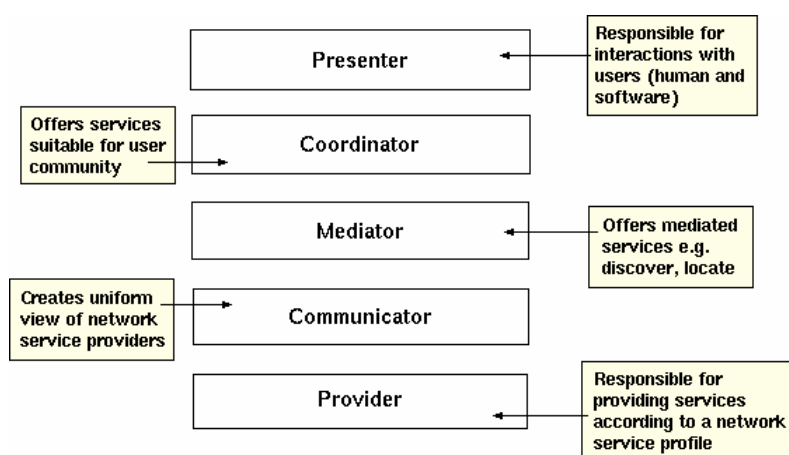 Presenter
Responsible for
interactions with
users (human and
software)
Offers services
suitable for user
community
Coordinator
Mediator
Offers mediated
services e.g.
discover, locate
Creates uniform
view of network
service providers
Communicator
Provider
Responsible for
providing services
according to a network
service profile